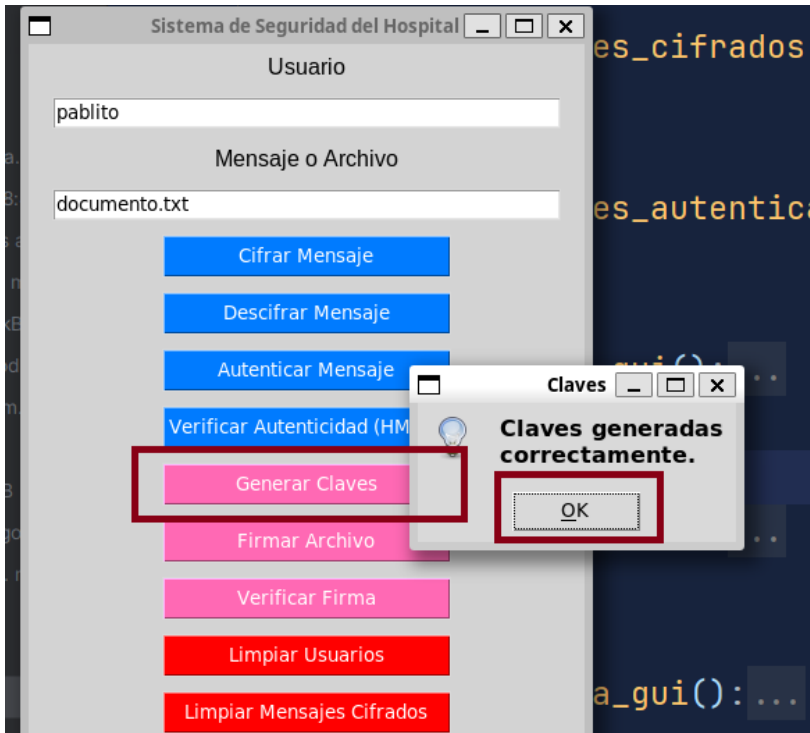 Sistema de Seguridad del Hospital
es_cifrados
Usuario
pablito
Mensaje o Archivo
documento.txt
es_autentica
Cifrar Mensaje
Descifrar Mensaje
Autenticar Mensaje
_gui():...
Claves
Verificar Autenticidad (HM
Claves generadas
correctamente.
Generar Claves
OK
Firmar Archivo
...
Verificar Firma
Limpiar Usuarios
a_gui():...
Limpiar Mensajes Cifrados